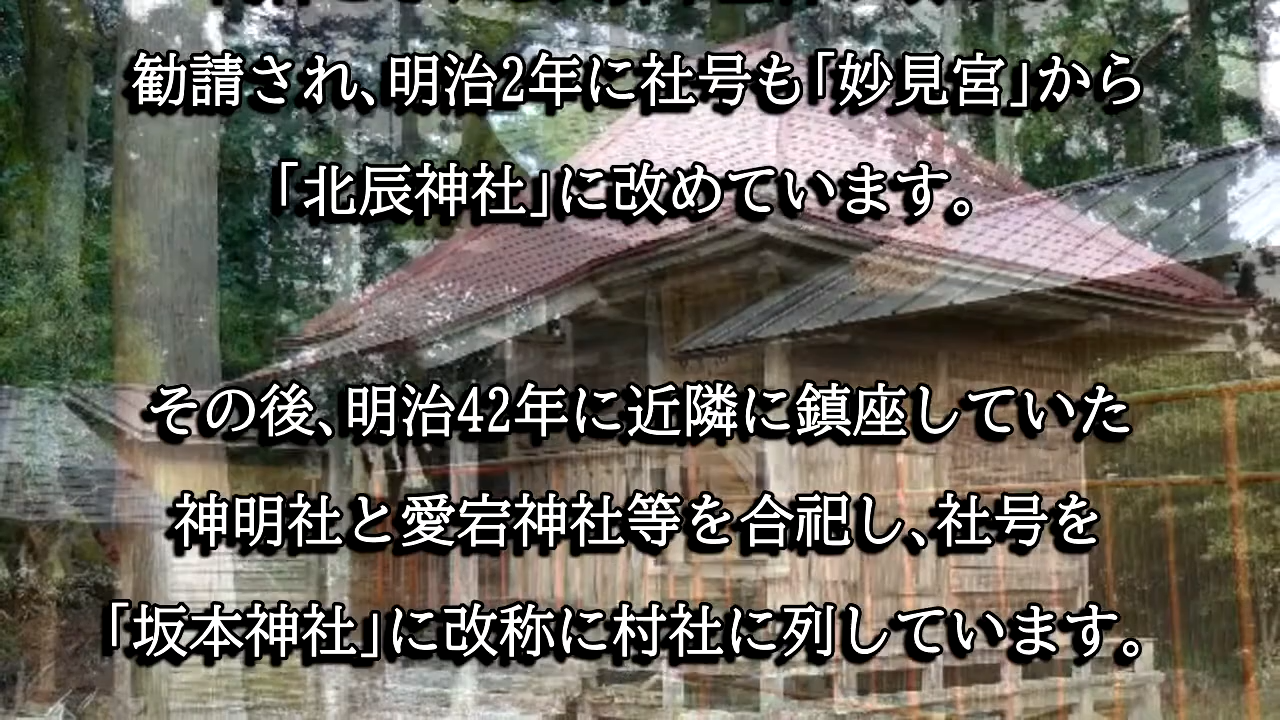 勧請され、明治2年に社号も「妙見宮」から
「北辰神社」に改めています。
その後、明治42年に近隣に鎮座していた
神明社と愛宕神社等を合祀し、社号を
「坂本神社」に改称に村社に列しています。